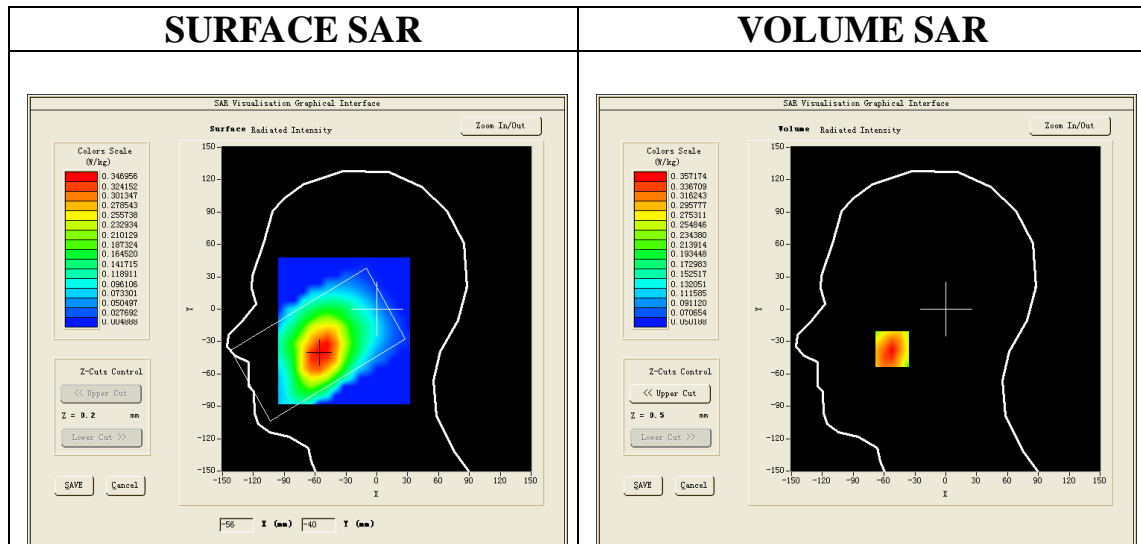 SURFACE SAR
VOLUME SAR
SAR Visualisation Graphical Interface
Surface Radiated Intensity
Zoom In/Out
Colors Scale
(W/kg)
0.346956
0.324152
0.301347
0.278543
0.255738
0.232934
0.210129
0.187324
0.164520
0.141715
0.118911
0.096106
0.073301
0.050497
0.027692
0.004888
150
120
90
60
30
0
-30
-60
-90
-120
-150
Y
-150 -120 -90 -60 -30 0 30 60 90 120 150
X
Z-Cuts Control
<< Upper Cut
Z = 0.2 mm
Lower Cut >>
SAVE
Cancel
-56 X (mm) -40 Y (mm)
SAR Visualisation Graphical Interface
Volume Radiated Intensity
Zoom In/Out
Colors Scale
(W/kg)
0.357174
0.336709
0.316243
0.295777
0.275311
0.254846
0.234380
0.213914
0.193448
0.172983
0.152517
0.132051
0.111585
0.091120
0.070654
0.050188
150
120
90
60
30
0
-30
-60
-90
-120
-150
Y
-150 -120 -90 -60 -30 0 30 60 90 120 150
X
Z-Cuts Control
<< Upper Cut
Z = 0.5 mm
Lower Cut >>
SAVE
Cancel